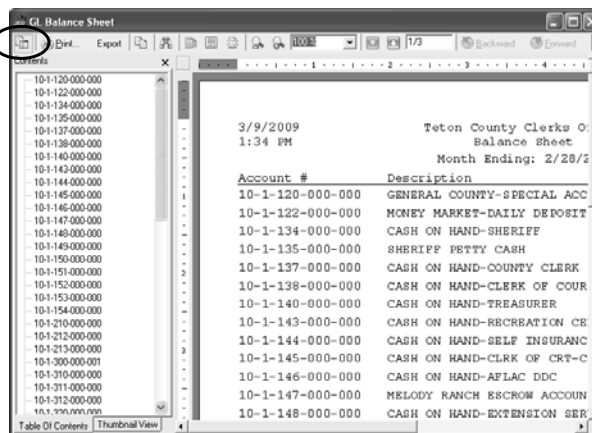 GL Balance Sheet
Print... Export 100% 1/3 Backward Forward
Contents x
10-1-120-000-000
10-1-122-000-000
10-1-134-000-000
10-1-135-000-000
10-1-137-000-000
10-1-138-000-000
10-1-140-000-000
10-1-143-000-000
10-1-144-000-000
10-1-145-000-000
10-1-146-000-000
10-1-147-000-000
10-1-148-000-000
10-1-149-000-000
10-1-150-000-000
10-1-151-000-000
10-1-152-000-000
10-1-153-000-000
10-1-154-000-000
10-1-210-000-000
10-1-212-000-000
10-1-213-000-000
10-1-300-000-001
10-1-310-000-000
10-1-311-000-000
10-1-312-000-000
10-1-320-000-000
Table Of Contents Thumbnail View
1 2 3 4
1
2
3
3/9/2009 Teton County Clerks O
1:34 PM Balance Sheet
Month Ending: 2/28/2
Account # Description
10-1-120-000-000 GENERAL COUNTY-SPECIAL ACC
10-1-122-000-000 MONEY MARKET-DAILY DEPOSIT
10-1-134-000-000 CASH ON HAND-SHERIFF
10-1-135-000-000 SHERIFF PETTY CASH
10-1-137-000-000 CASH ON HAND-COUNTY CLERK
10-1-138-000-000 CASH ON HAND-CLERK OF COUR
10-1-140-000-000 CASH ON HAND-TREASURER
10-1-143-000-000 CASH ON HAND-RECREATION CE
10-1-144-000-000 CASH ON HAND-SELF INSURANC
10-1-145-000-000 CASH ON HAND-CLRK OF CRT-C
10-1-146-000-000 CASH ON HAND-AFLAC DDC
10-1-147-000-000 MELODY RANCH ESCROW ACCOUN
10-1-148-000-000 CASH ON HAND-EXTENSION SER